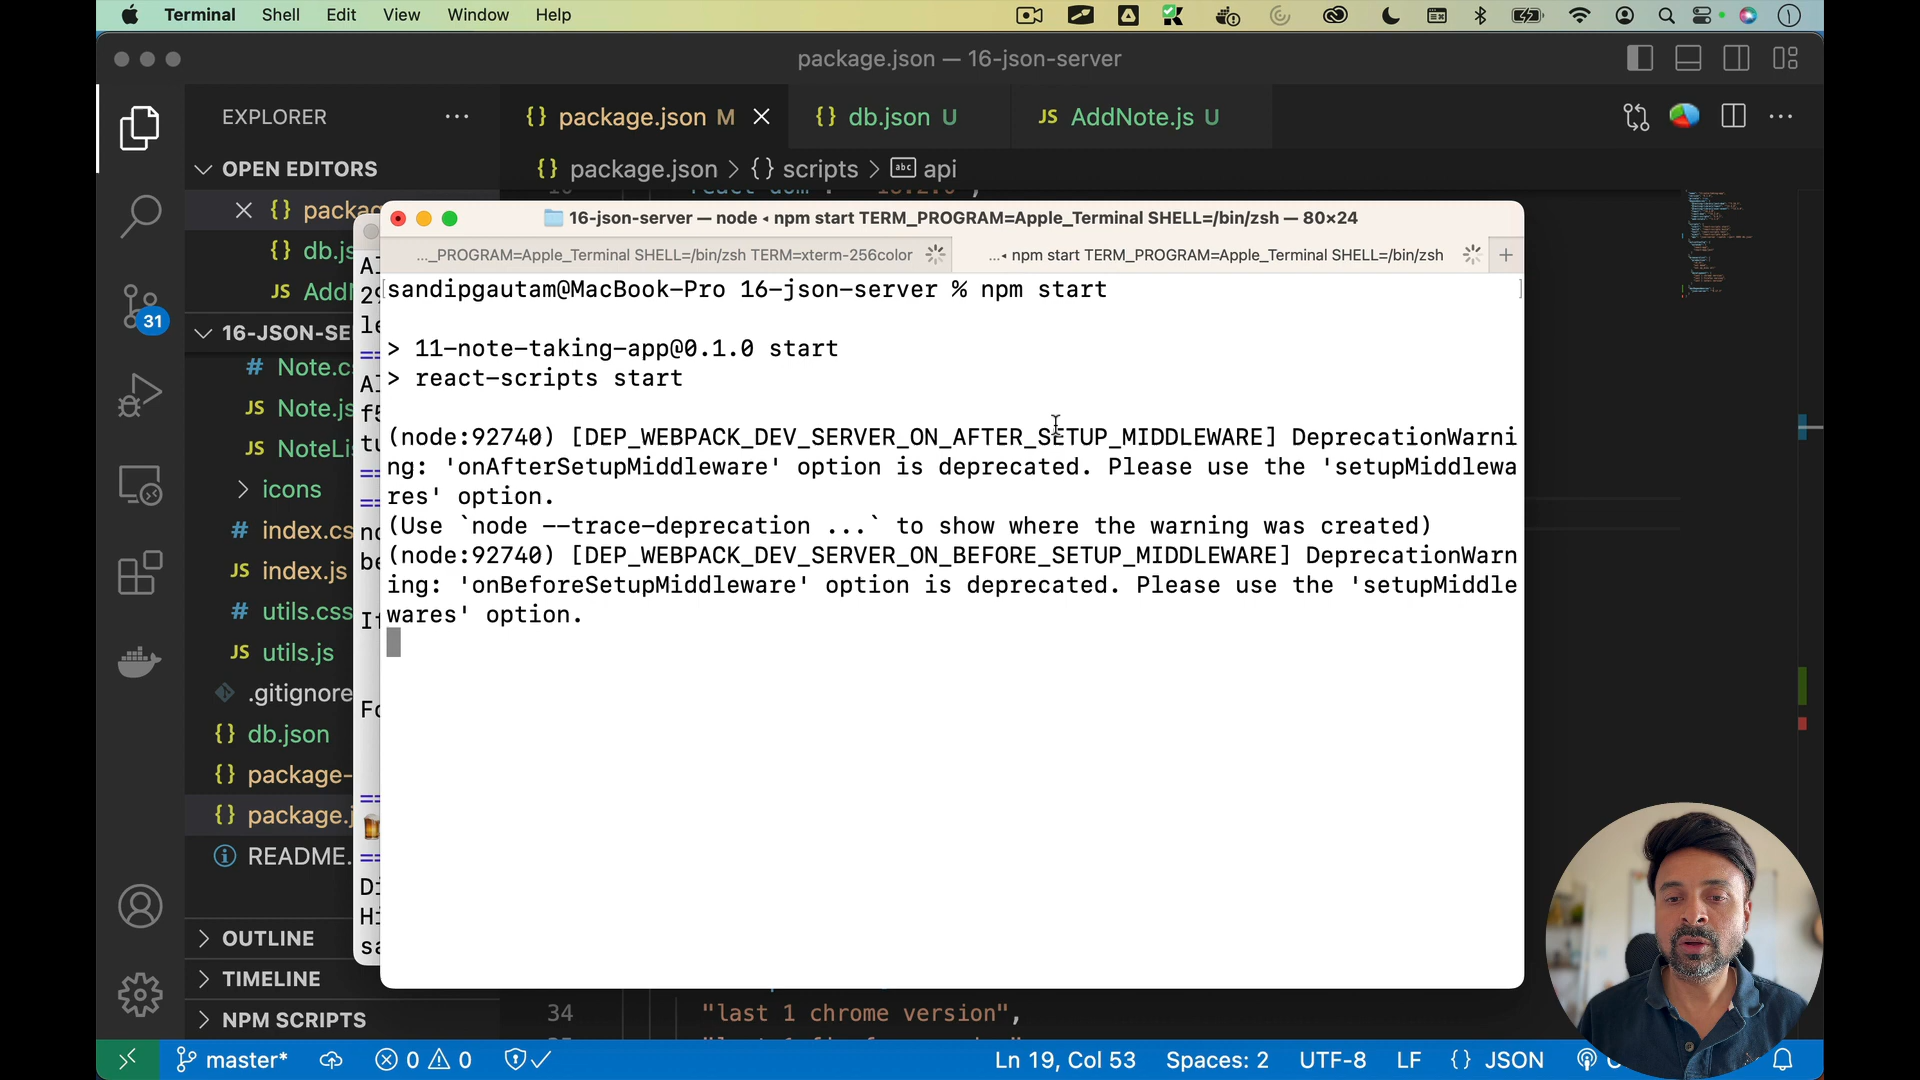 Terminal Shell Edit View Window Help
package.json — 16-json-server
EXPLORER
{} package.json M
{} db.json U
JS AddNote.js U
OPEN EDITORS
{} package.json > {} scripts > abc api
{} packag
{} db.js
JS Add
31
16-JSON-SE
# Note.c
JS Note.js
JS NoteLi
icons
# index.cs
JS index.js
# utils.css
JS utils.js
.gitignore
{} db.json
{} package-
{} package.j
README.
OUTLINE
TIMELINE
NPM SCRIPTS
16-json-server — node ◂ npm start TERM_PROGRAM=Apple_Terminal SHELL=/bin/zsh — 80×24
..._PROGRAM=Apple_Terminal SHELL=/bin/zsh TERM=xterm-256color
...◂ npm start TERM_PROGRAM=Apple_Terminal SHELL=/bin/zsh
sandipgautam@MacBook-Pro 16-json-server % npm start
> 11-note-taking-app@0.1.0 start
> react-scripts start
(node:92740) [DEP_WEBPACK_DEV_SERVER_ON_AFTER_SETUP_MIDDLEWARE] DeprecationWarni
ng: 'onAfterSetupMiddleware' option is deprecated. Please use the 'setupMiddlewa
res' option.
(Use `node --trace-deprecation ...` to show where the warning was created)
(node:92740) [DEP_WEBPACK_DEV_SERVER_ON_BEFORE_SETUP_MIDDLEWARE] DeprecationWarn
ing: 'onBeforeSetupMiddleware' option is deprecated. Please use the 'setupMiddle
wares' option.
34 "last 1 chrome version",
master* 0 0 Ln 19, Col 53 Spaces: 2 UTF-8 LF {} JSON